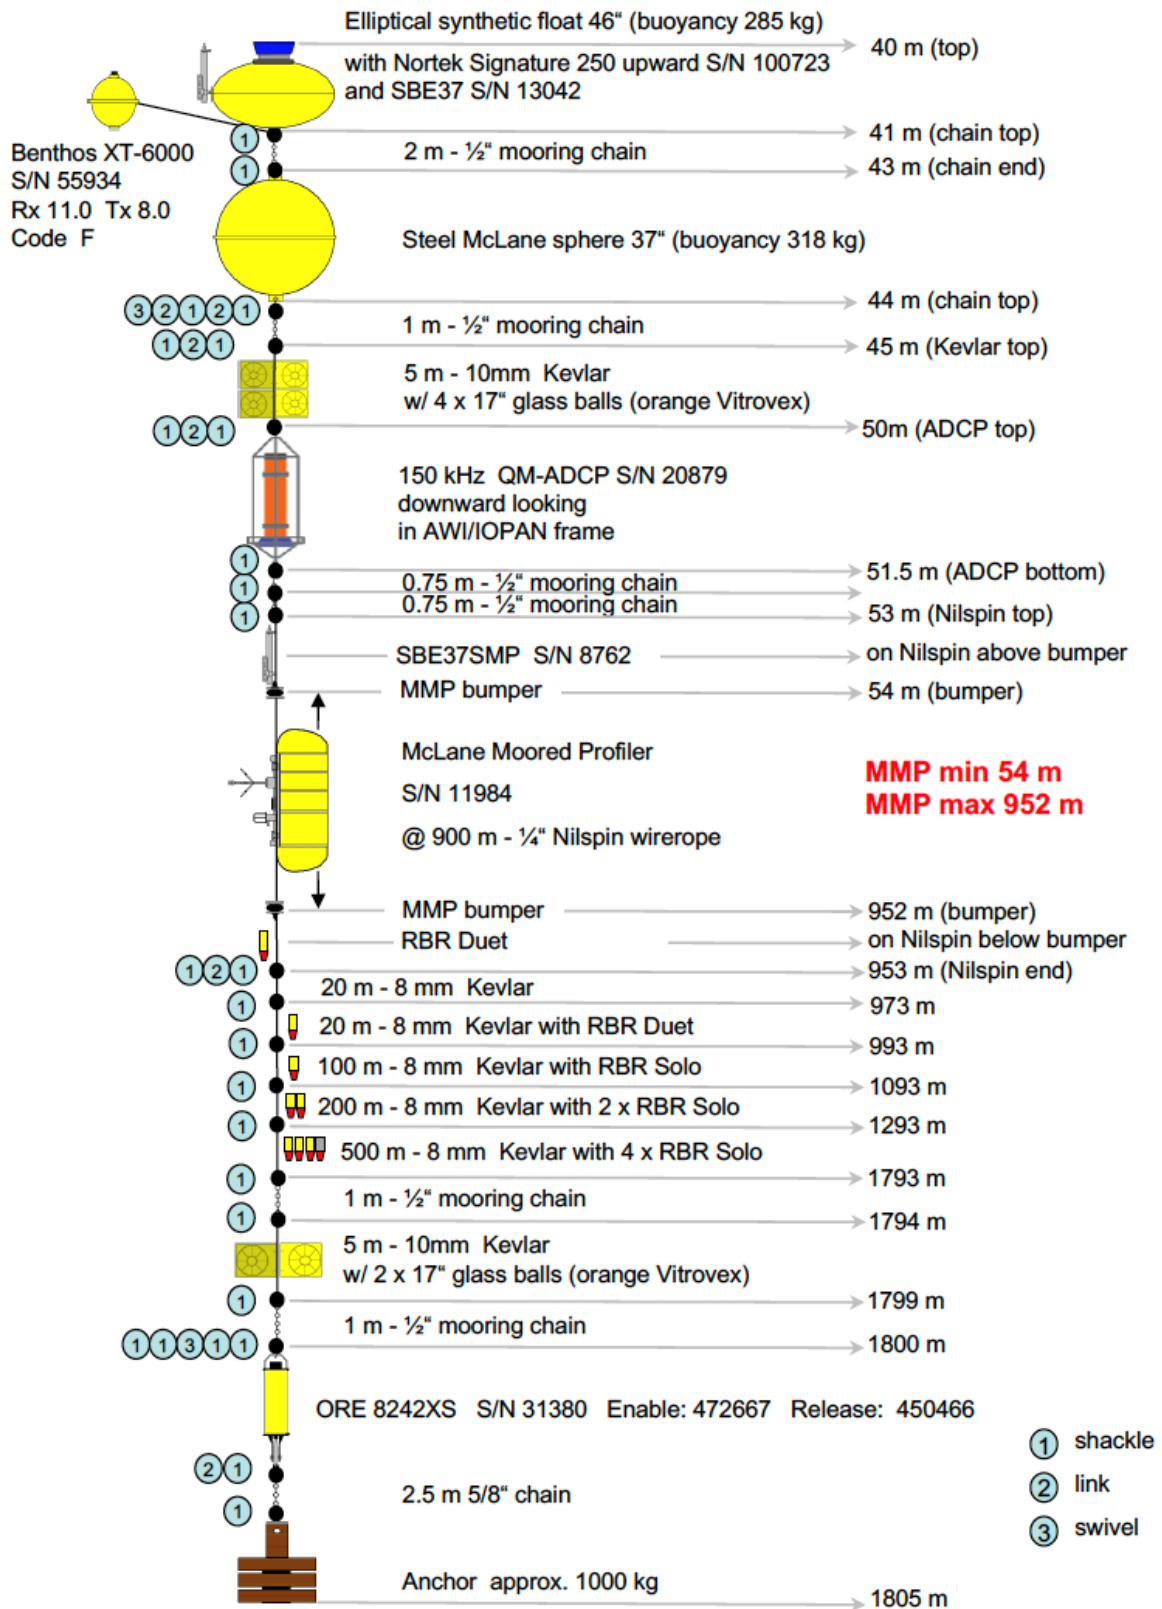 Elliptical synthetic float 46“ (buoyancy 285 kg)
40 m (top)
with Nortek Signature 250 upward S/N 100723
and SBE37 S/N 13042
Benthos XT-6000
S/N 55934
Rx 11.0 Tx 8.0
Code F
1
41 m (chain top)
2 m - ½“ mooring chain
1
43 m (chain end)
Steel McLane sphere 37“ (buoyancy 318 kg)
3 2 1 2 1
44 m (chain top)
1 m - ½“ mooring chain
1 2 1
45 m (Kevlar top)
5 m - 10mm Kevlar
w/ 4 x 17“ glass balls (orange Vitrovex)
1 2 1
50m (ADCP top)
150 kHz QM-ADCP S/N 20879
downward looking
in AWI/IOPAN frame
1
51.5 m (ADCP bottom)
0.75 m - ½“ mooring chain
1
0.75 m - ½“ mooring chain
1
53 m (Nilspin top)
SBE37SMP S/N 8762
on Nilspin above bumper
MMP bumper
54 m (bumper)
McLane Moored Profiler
S/N 11984
@ 900 m - ¼“ Nilspin wirerope
MMP min 54 m
MMP max 952 m
MMP bumper
952 m (bumper)
RBR Duet
on Nilspin below bumper
1 2 1
953 m (Nilspin end)
20 m - 8 mm Kevlar
1
973 m
20 m - 8 mm Kevlar with RBR Duet
1
993 m
100 m - 8 mm Kevlar with RBR Solo
1
1093 m
200 m - 8 mm Kevlar with 2 x RBR Solo
1
1293 m
500 m - 8 mm Kevlar with 4 x RBR Solo
1
1793 m
1 m - ½“ mooring chain
1
1794 m
5 m - 10mm Kevlar
w/ 2 x 17“ glass balls (orange Vitrovex)
1
1799 m
1 m - ½“ mooring chain
1 1 3 1 1
1800 m
ORE 8242XS S/N 31380 Enable: 472667 Release: 450466
2 1
2.5 m 5/8“ chain
1
Anchor approx. 1000 kg
1805 m
1 shackle
2 link
3 swivel